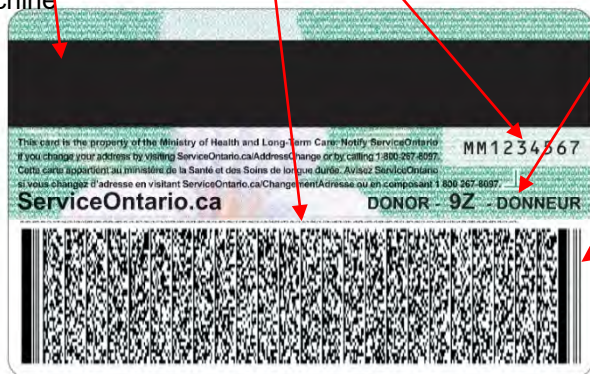 chine
This card is the property of the Ministry of Health and Long-Term Care. Notify ServiceOntario
if you change your address by visiting ServiceOntario.ca/AddressChange or by calling 1-800-267-8097.
Cette carte appartient au ministère de la Santé et des Soins de longue durée. Avisez ServiceOntario
si vous changez d'adresse en visitant ServiceOntario.ca/ChangementAdresse ou en composant 1 800 267-8097.
MM1234567
ServiceOntario.ca
DONOR - 9Z - DONNEUR